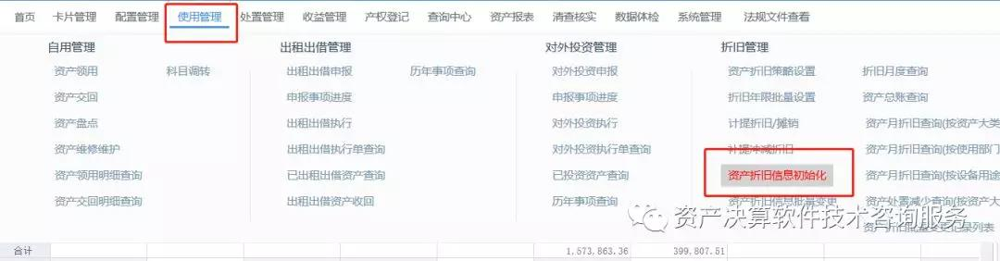 首页 卡片管理 配置管理 使用管理 处置管理 收益管理 产权登记 查询中心 资产报表 清查核实 数据体检 系统管理 法规文件查看
自用管理 出租出借管理 对外投资管理 折旧管理
资产领用 科目调转 出租出借申报 历年事项查询 对外投资申报 资产折旧策略设置 折旧月度查询
资产交回 申报事项进度 申报事项进度 折旧年限批量设置 资产总账查询
资产盘点 出租出借执行 对外投资执行 计提折旧/摊销 资产月折旧查询(按资产大类
资产维修维护 出租出借执行单查询 对外投资执行单查询 补提冲减折旧 资产月折旧查询(按使用部门
资产领用明细查询 已出租出借资产查询 已投资资产查询 资产折旧信息初始化 资产月折旧查询(按设备用途
资产交回明细查询 出租出借资产收回 历年事项查询 资产折旧信息批量变更 资产处置减少查询(按资产大
资产决算软件技术咨询服务
合计 1,573,863.36 399,807.51